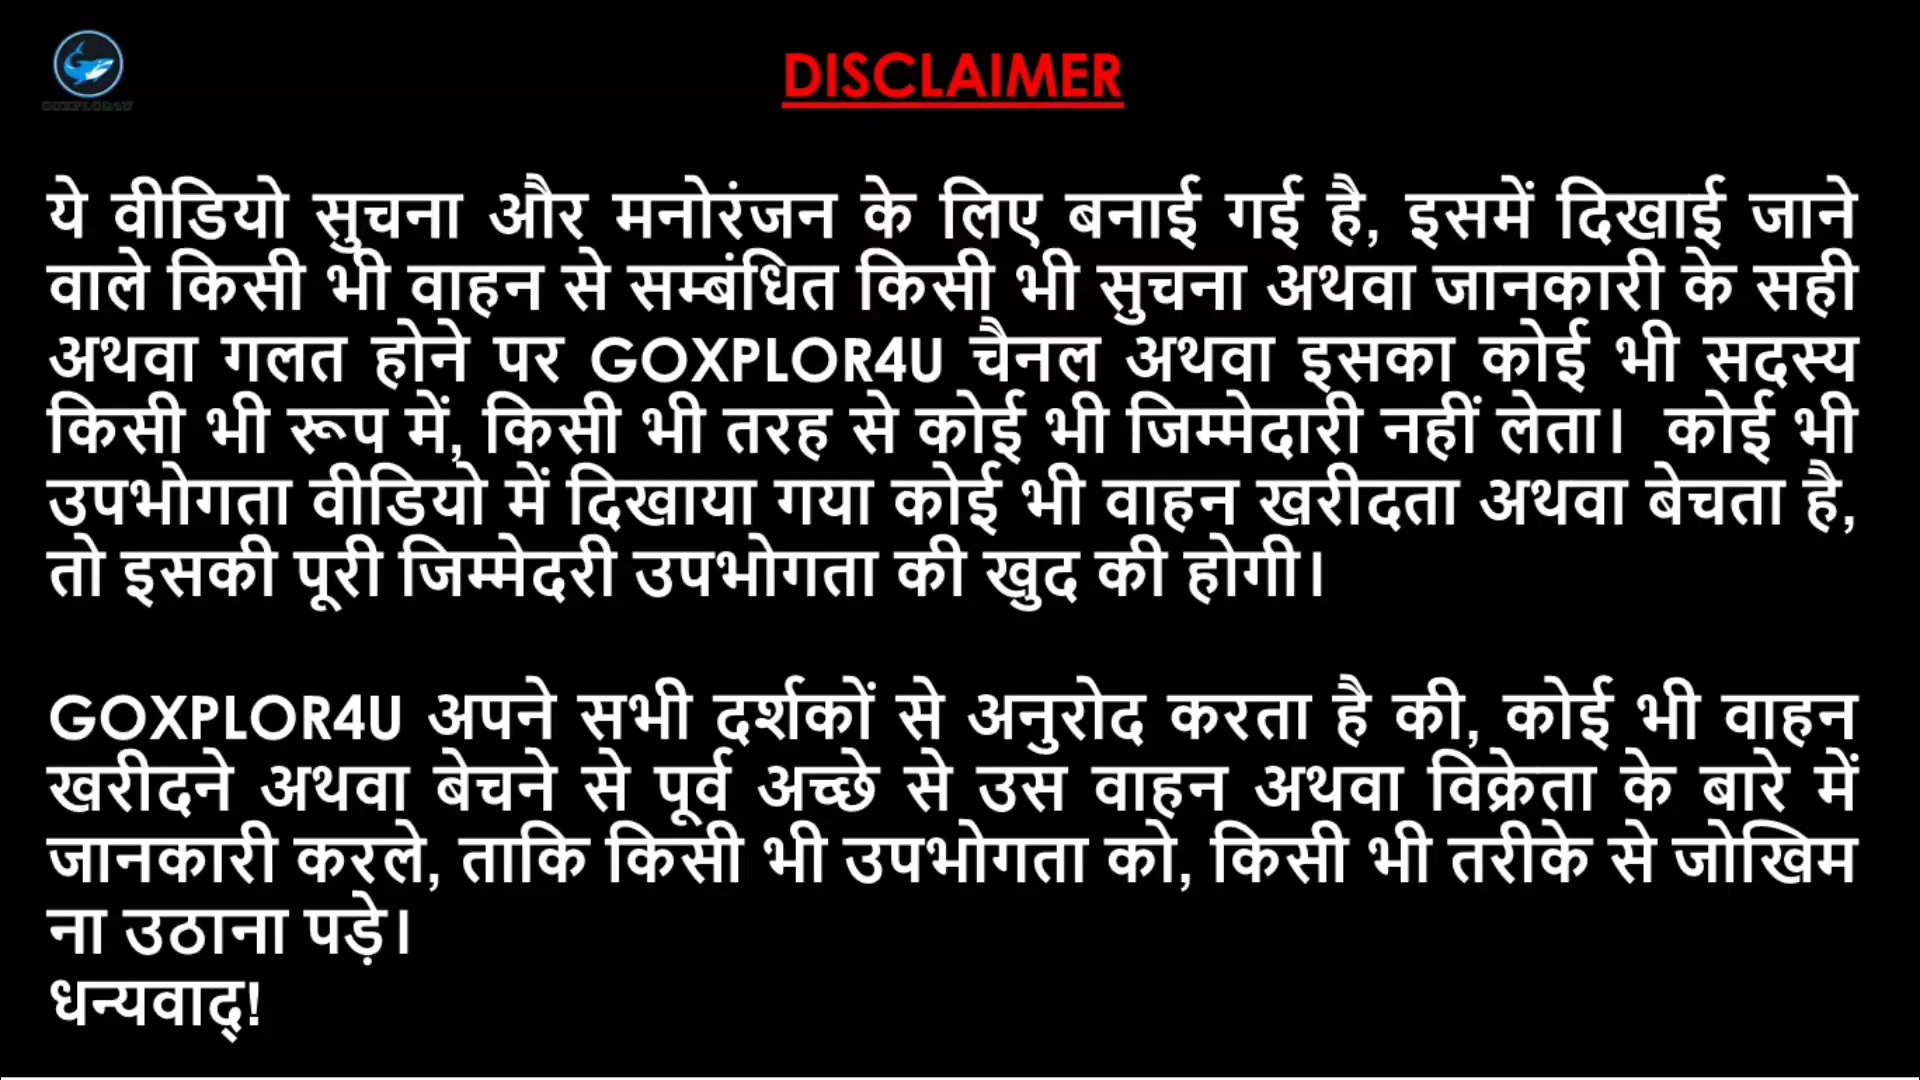 GOXPLOR4U
DISCLAIMER
ये वीडियो सुचना और मनोरंजन के लिए बनाई गई है, इसमें दिखाई जाने
वाले किसी भी वाहन से सम्बंधित किसी भी सुचना अथवा जानकारी के सही
अथवा गलत होने पर GOXPLOR4U चैनल अथवा इसका कोई भी सदस्य
किसी भी रूप में, किसी भी तरह से कोई भी जिम्मेदारी नहीं लेता। कोई भी
उपभोगता वीडियो में दिखाया गया कोई भी वाहन खरीदता अथवा बेचता है,
तो इसकी पूरी जिम्मेदरी उपभोगता की खुद की होगी।
GOXPLOR4U अपने सभी दर्शकों से अनुरोद करता है की, कोई भी वाहन
खरीदने अथवा बेचने से पूर्व अच्छे से उस वाहन अथवा विक्रेता के बारे में
जानकारी करले, ताकि किसी भी उपभोगता को, किसी भी तरीके से जोखिम
ना उठाना पड़े।
धन्यवाद्!